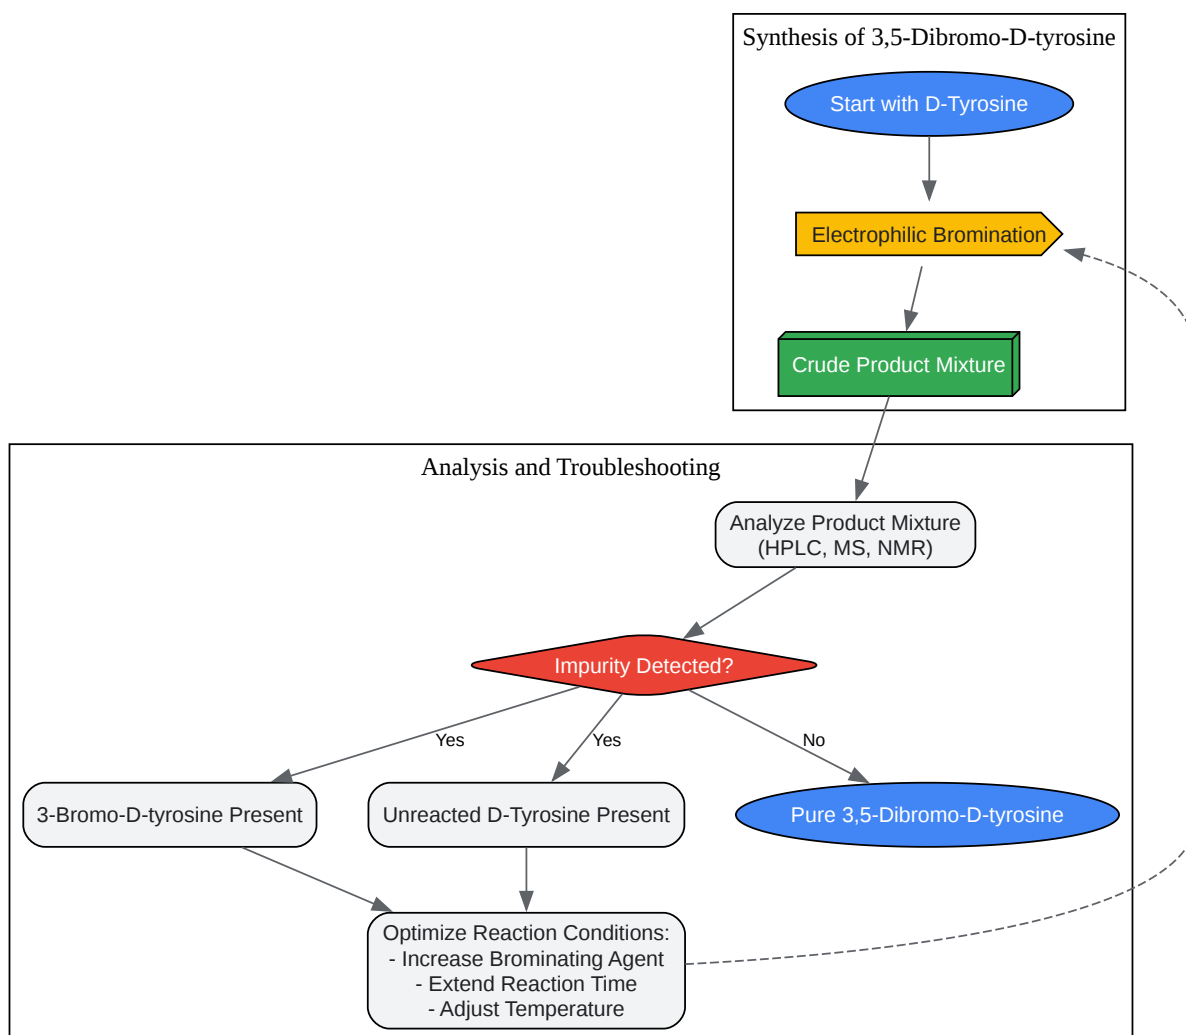 Synthesis of 3,5-Dibromo-D-tyrosine
Start with D-Tyrosine
Electrophilic Bromination
Crude Product Mixture
Analysis and Troubleshooting
Analyze Product Mixture
(HPLC, MS, NMR)
Impurity Detected?
Yes
Yes
No
3-Bromo-D-tyrosine Present
Unreacted D-Tyrosine Present
Pure 3,5-Dibromo-D-tyrosine
Optimize Reaction Conditions:
- Increase Brominating Agent
- Extend Reaction Time
- Adjust Temperature